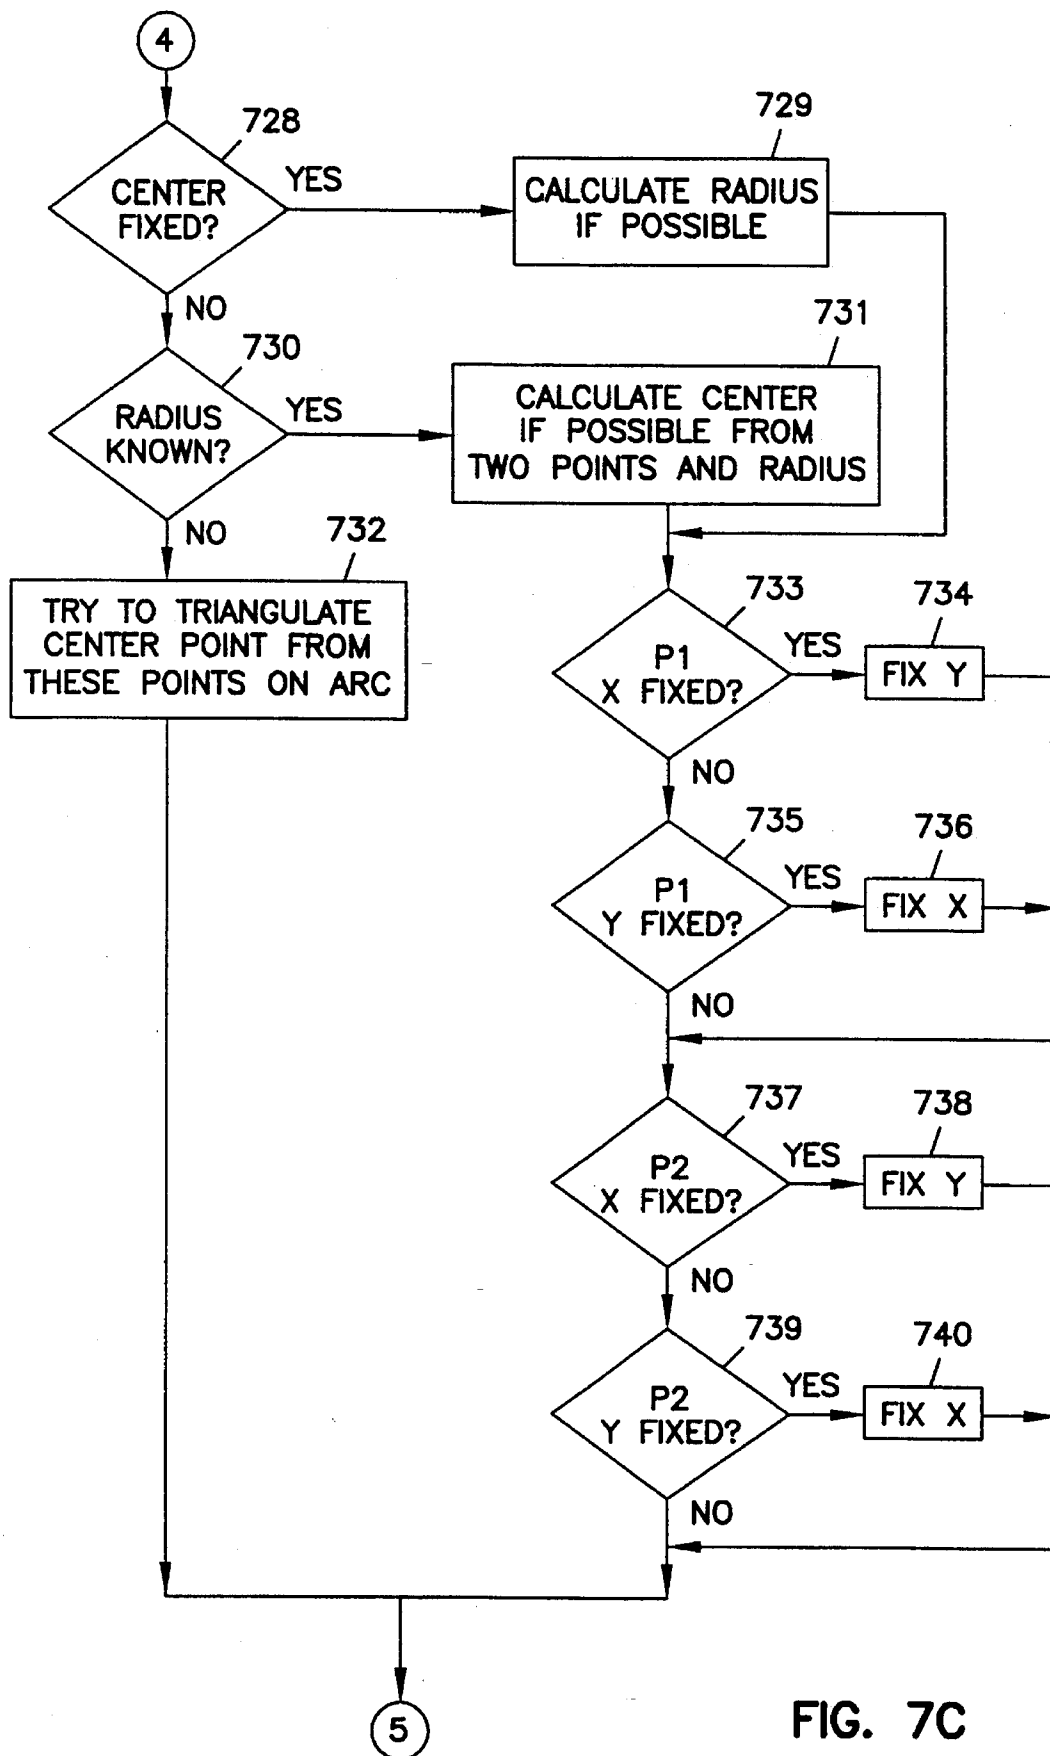 4
728
CENTER
FIXED?
YES
729
CALCULATE RADIUS
IF POSSIBLE
NO
730
RADIUS
KNOWN?
YES
731
CALCULATE CENTER
IF POSSIBLE FROM
TWO POINTS AND RADIUS
NO
732
TRY TO TRIANGULATE
CENTER POINT FROM
THESE POINTS ON ARC
733
P1
X FIXED?
YES
734
FIX Y
NO
735
P1
Y FIXED?
YES
736
FIX X
NO
737
P2
X FIXED?
YES
738
FIX Y
NO
739
P2
Y FIXED?
YES
740
FIX X
NO
5
FIG. 7C